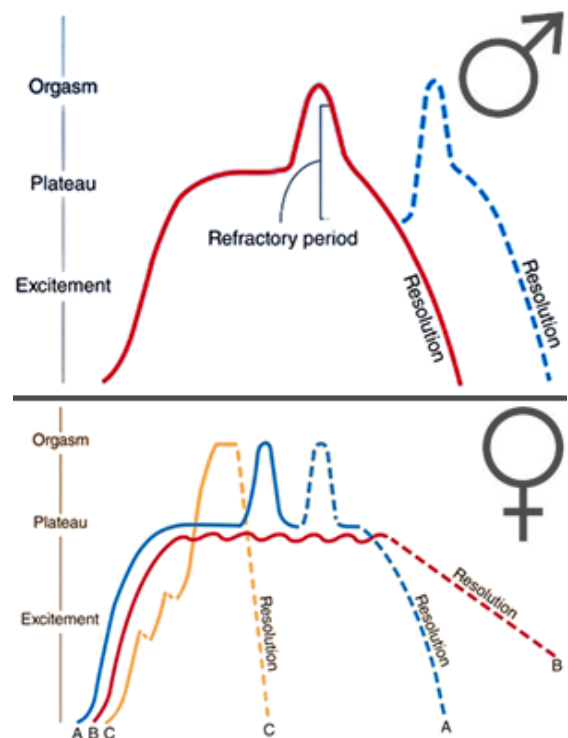 Orgasm
Plateau
Refractory period
Excitement
Resolution
Resolution
Orgasm
Plateau
Excitement
Resolution
Resolution
Resolution
A B C
C
A
B